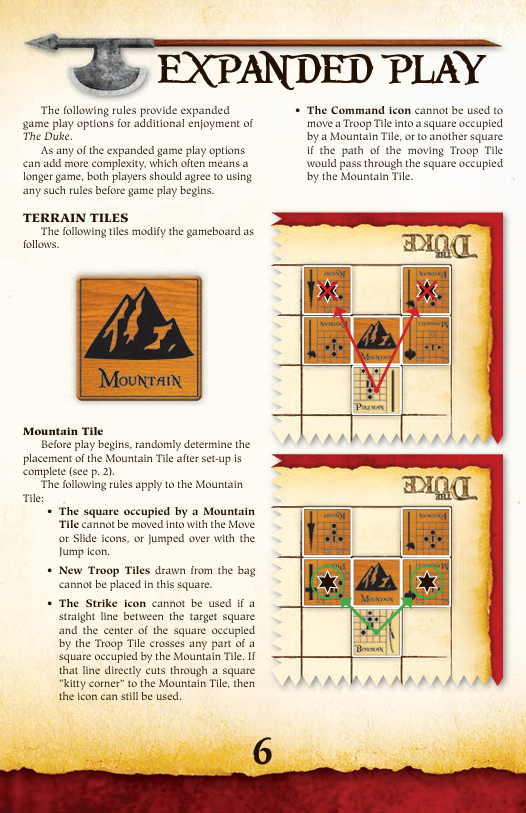 EXPANDED PLAY
The following rules provide expanded
game play options for additional enjoyment of
The Duke.
As any of the expanded game play options
can add more complexity, which often means a
longer game, both players should agree to using
any such rules before game play begins.
TERRAIN TILES
The following tiles modify the gameboard as
follows.
MOUNTAIN
Mountain Tile
Before play begins, randomly determine the
placement of the Mountain Tile after set-up is
complete (see p. 2).
The following rules apply to the Mountain
Tile:
• The square occupied by a Mountain
Tile cannot be moved into with the Move
or Slide icons, or jumped over with the
Jump icon.
• New Troop Tiles drawn from the bag
cannot be placed in this square.
• The Strike icon cannot be used if a
straight line between the target square
and the center of the square occupied
by the Troop Tile crosses any part of a
square occupied by the Mountain Tile. If
that line directly cuts through a square
“kitty corner” to the Mountain Tile, then
the icon can still be used.
• The Command icon cannot be used to
move a Troop Tile into a square occupied
by a Mountain Tile, or to another square
if the path of the moving Troop Tile
would pass through the square occupied
by the Mountain Tile.
THE DUKE
KNIGHT
FOOTMAN
FOOTMAN
MOUNTAIN
PIKEMAN
THE DUKE
KNIGHT
FOOTMAN
MOUNTAIN
BOWMAN
6